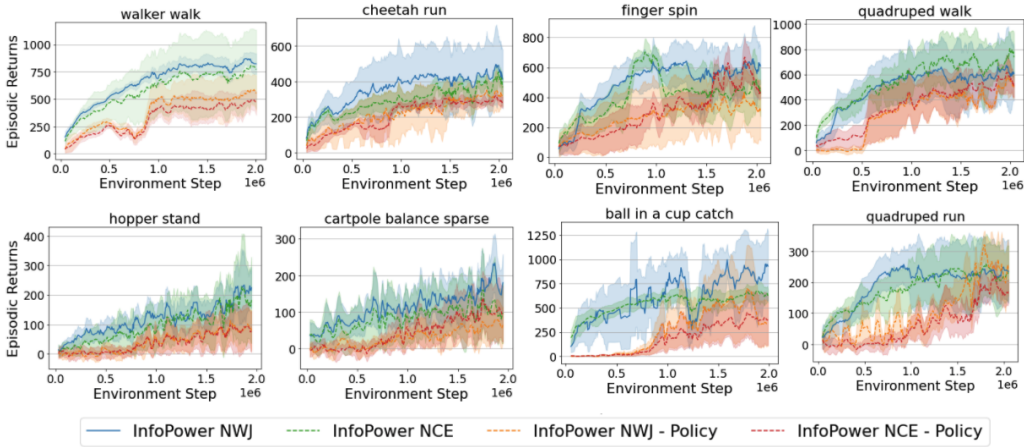 walker walk
cheetah run
finger spin
quadruped walk
Episodic Returns
1000
750
500
250
0
0.0 0.5 1.0 1.5 2.0
Environment Step 1e6
600
400
200
0
0.0 0.5 1.0 1.5 2.0
Environment Step 1e6
800
600
400
200
0
0.0 0.5 1.0 1.5 2.0
Environment Step 1e6
1000
800
600
400
200
0
0.0 0.5 1.0 1.5 2.0
Environment Step 1e6
hopper stand
cartpole balance sparse
ball in a cup catch
quadruped run
Episodic Returns
400
300
200
100
0
0.0 0.5 1.0 1.5 2.0
Environment Step 1e6
300
200
100
0
0.0 0.5 1.0 1.5 2.0
Environment Step 1e6
1250
1000
750
500
250
0
0.0 0.5 1.0 1.5 2.0
Environment Step 1e6
300
200
100
0
0.0 0.5 1.0 1.5 2.0
Environment Step 1e6
InfoPower NWJ InfoPower NCE InfoPower NWJ - Policy InfoPower NCE - Policy